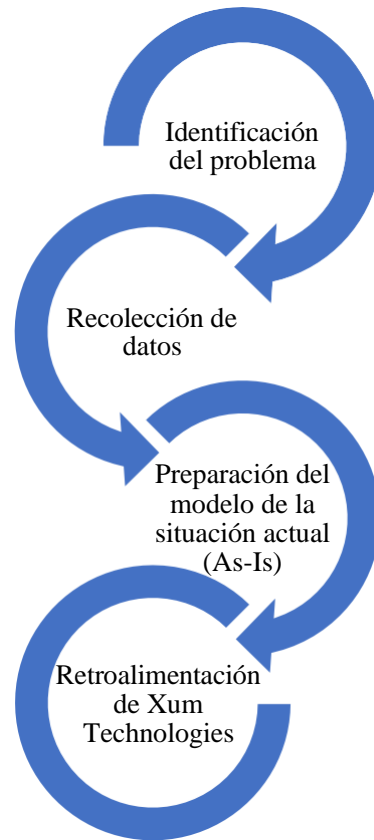 Identificación
del problema
Recolección de
datos
Preparación del
modelo de la
situación actual
(As-Is)
Retroalimentación
de Xum
Technologies